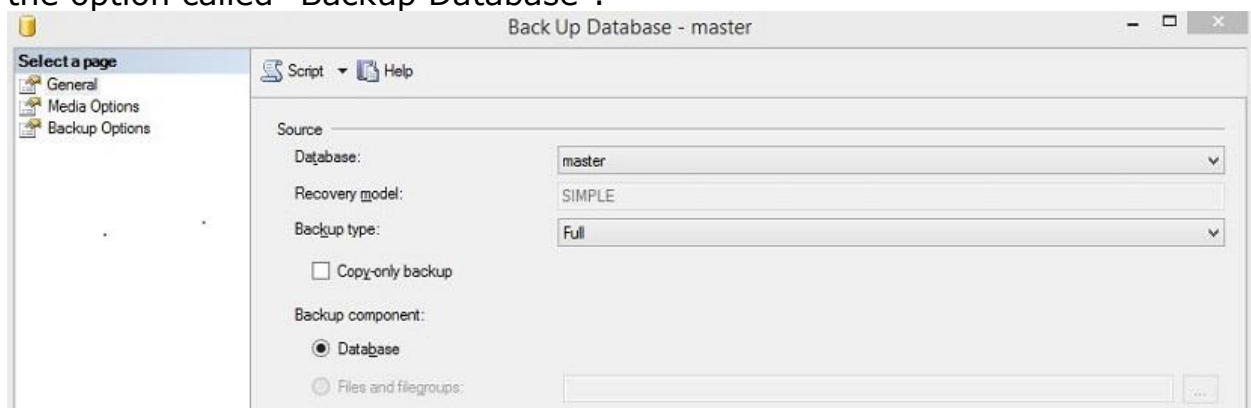 the option called "Backup Database".
Back Up Database - master
Select a page
General
Media Options
Backup Options
Script Help
Source
Database: master
Recovery model: SIMPLE
Backup type: Full
Copy-only backup
Backup component:
Database
Files and filegroups: ...